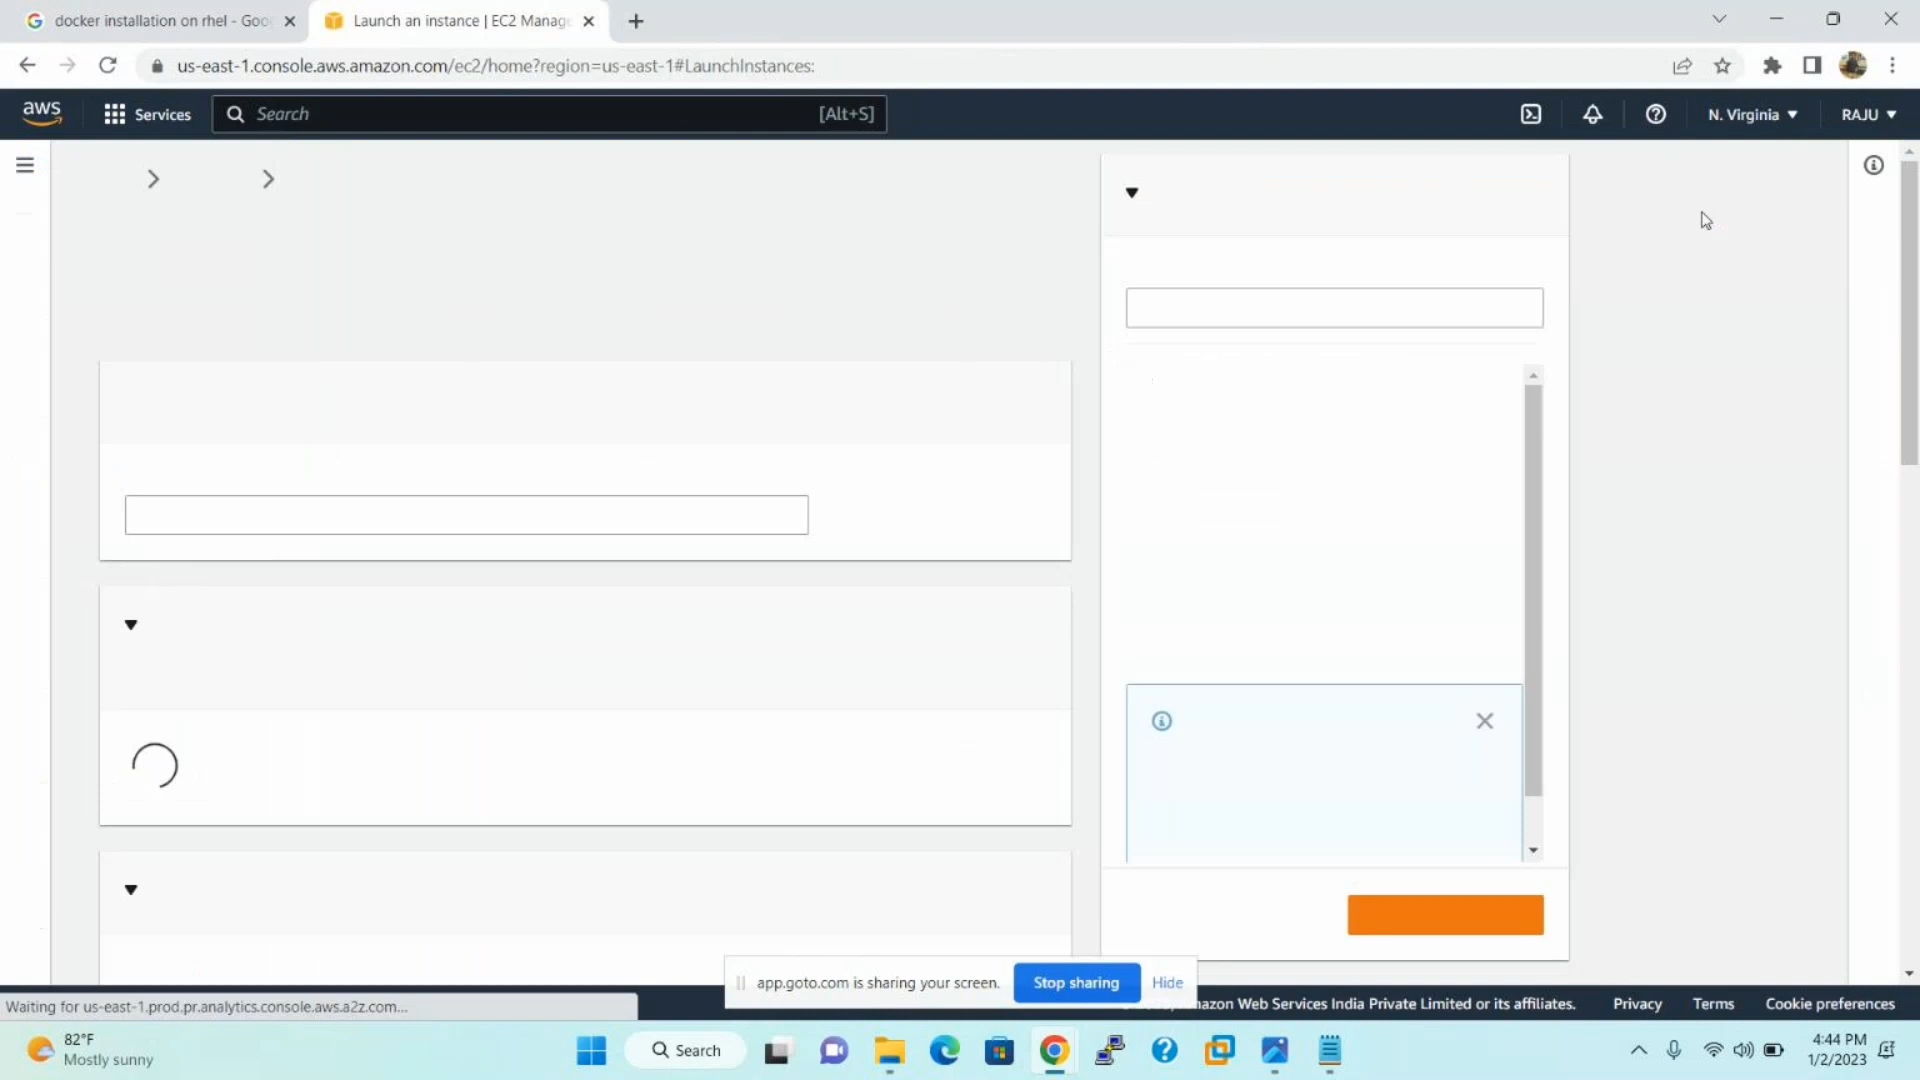 docker installation on rhel - Goo
Launch an instance | EC2 Manage
us-east-1.console.aws.amazon.com/ec2/home?region=us-east-1#LaunchInstances:
aws
Services
Search
[Alt+S]
N. Virginia
RAJU
app.goto.com is sharing your screen.
Stop sharing
Hide
Waiting for us-east-1.prod.pr.analytics.console.aws.a2z.com...
Web Services India Private Limited or its affiliates.
Privacy
Terms
Cookie preferences
82°F
Mostly sunny
Search
4:44 PM
1/2/2023